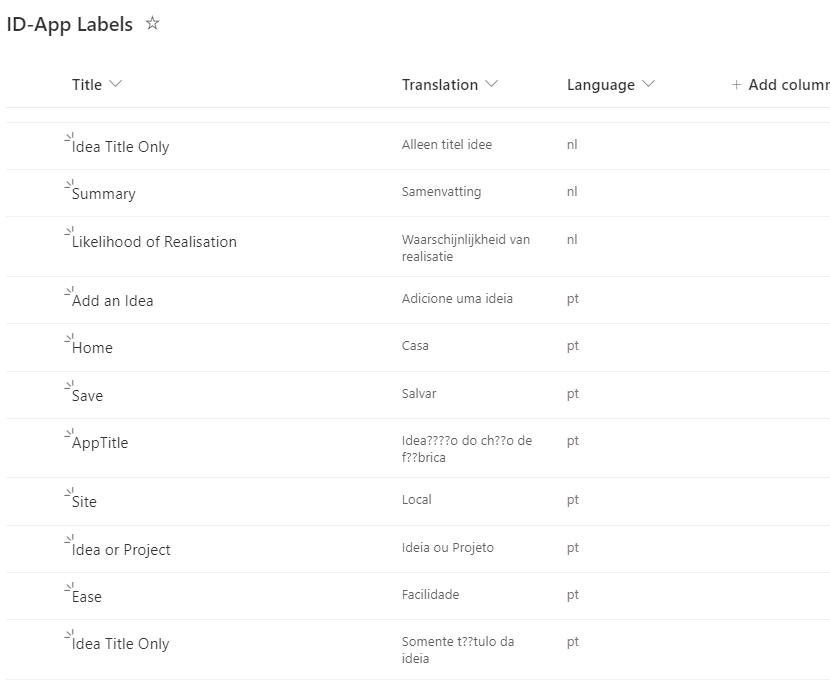 ID-App Labels
Title Translation Language + Add column
Idea Title Only Alleen titel idee nl
Summary Samenvatting nl
Likelihood of Realisation Waarschijnlijkheid van nl
realisatie
Add an Idea Adicione uma ideia pt
Home Casa pt
Save Salvar pt
AppTitle Idea????o do ch??o de pt
f??brica
Site Local pt
Idea or Project Ideia ou Projeto pt
Ease Facilidade pt
Idea Title Only Somente t??tulo da pt
ideia